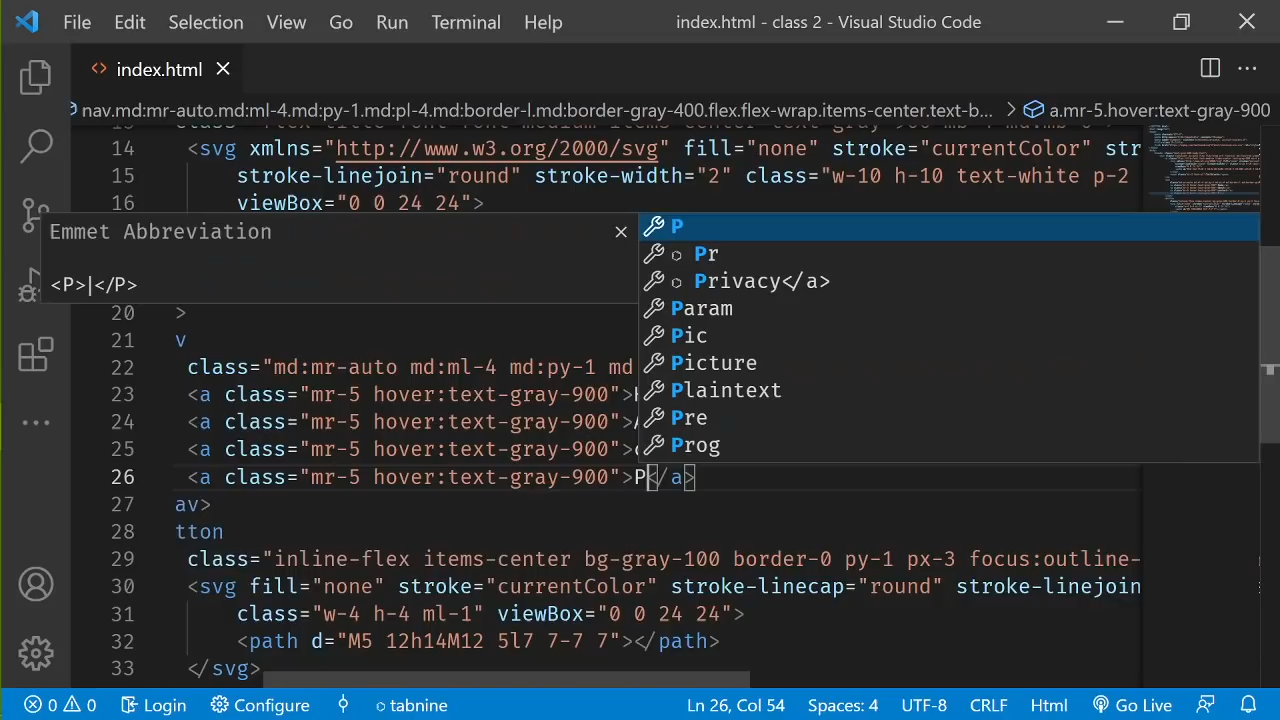 File Edit Selection View Go Run Terminal Help index.html - class 2 - Visual Studio Code
index.html
nav.md:mr-auto.md:ml-4.md:py-1.md:pl-4.md:border-l.md:border-gray-400.flex.flex-wrap.items-center.text-b... a.mr-5.hover:text-gray-900
14 <svg xmlns="http://www.w3.org/2000/svg" fill="none" stroke="currentColor" str
15 stroke-linejoin="round" stroke-width="2" class="w-10 h-10 text-white p-2
16 viewBox="0 0 24 24">
Emmet Abbreviation
<P>|</P>
P
Pr
Privacy</a>
Param
Pic
Picture
Plaintext
Pre
Prog
20 >
21 v
22 class="md:mr-auto md:ml-4 md:py-1 md
23 <a class="mr-5 hover:text-gray-900">
24 <a class="mr-5 hover:text-gray-900">
25 <a class="mr-5 hover:text-gray-900">
26 <a class="mr-5 hover:text-gray-900">P</a>
27 av>
28 tton
29 class="inline-flex items-center bg-gray-100 border-0 py-1 px-3 focus:outline-
30 <svg fill="none" stroke="currentColor" stroke-linecap="round" stroke-linejoin
31 class="w-4 h-4 ml-1" viewBox="0 0 24 24">
32 <path d="M5 12h14M12 5l7 7-7 7"></path>
33 </svg>
0 0 Login Configure tabnine Ln 26, Col 54 Spaces: 4 UTF-8 CRLF Html Go Live